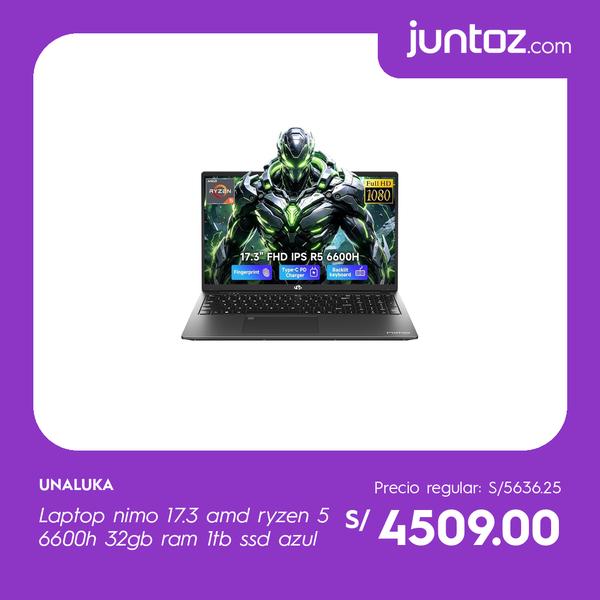 juntoz.com
AMD
RYZEN
5
Full HD
1080
17.3" FHD IPS R5 6600H
Fingerprint
Type-C PD
Charger
Backlit
keyboard
UNALUKA
Precio regular: S/5636.25
Laptop nimo 17.3 amd ryzen 5
6600h 32gb ram 1tb ssd azul
S/ 4509.00